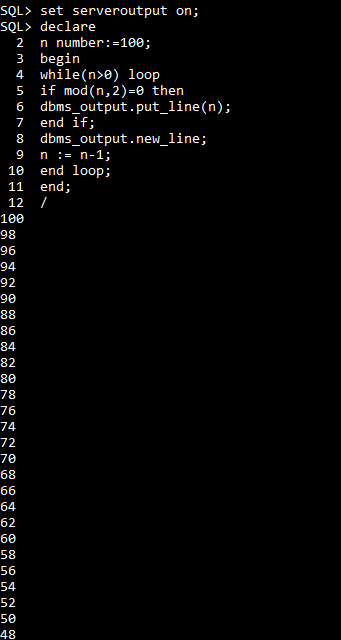 SQL> set serveroutput on;
SQL> declare
  2  n number:=100;
  3  begin
  4  while(n>0) loop
  5  if mod(n,2)=0 then
  6  dbms_output.put_line(n);
  7  end if;
  8  dbms_output.new_line;
  9  n := n-1;
 10  end loop;
 11  end;
 12  /
100
98
96
94
92
90
88
86
84
82
80
78
76
74
72
70
68
66
64
62
60
58
56
54
52
50
48